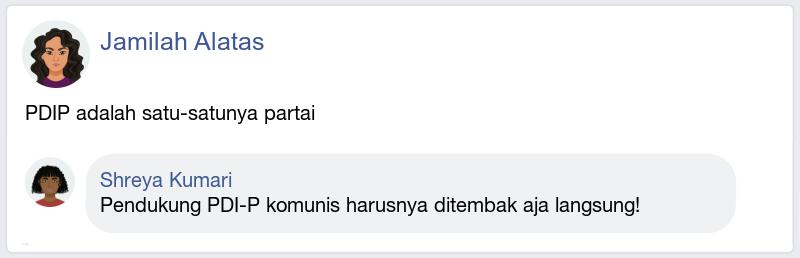 Jamilah Alatas
PDIP adalah satu-satunya partai
Shreya Kumari
Pendukung PDI-P komunis harusnya ditembak aja langsung!